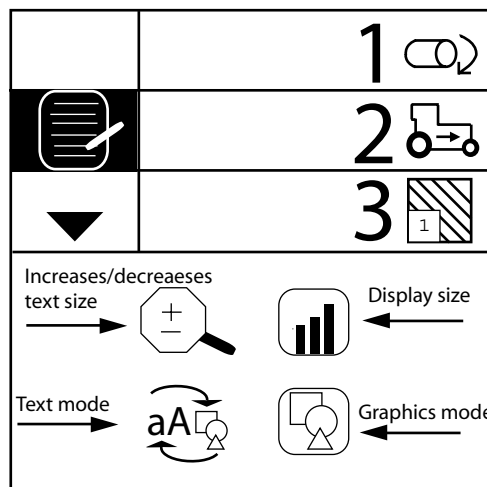 1
2
3
1
Increases/decreaeses
text size
Display size
Text mode
aA
Graphics mode